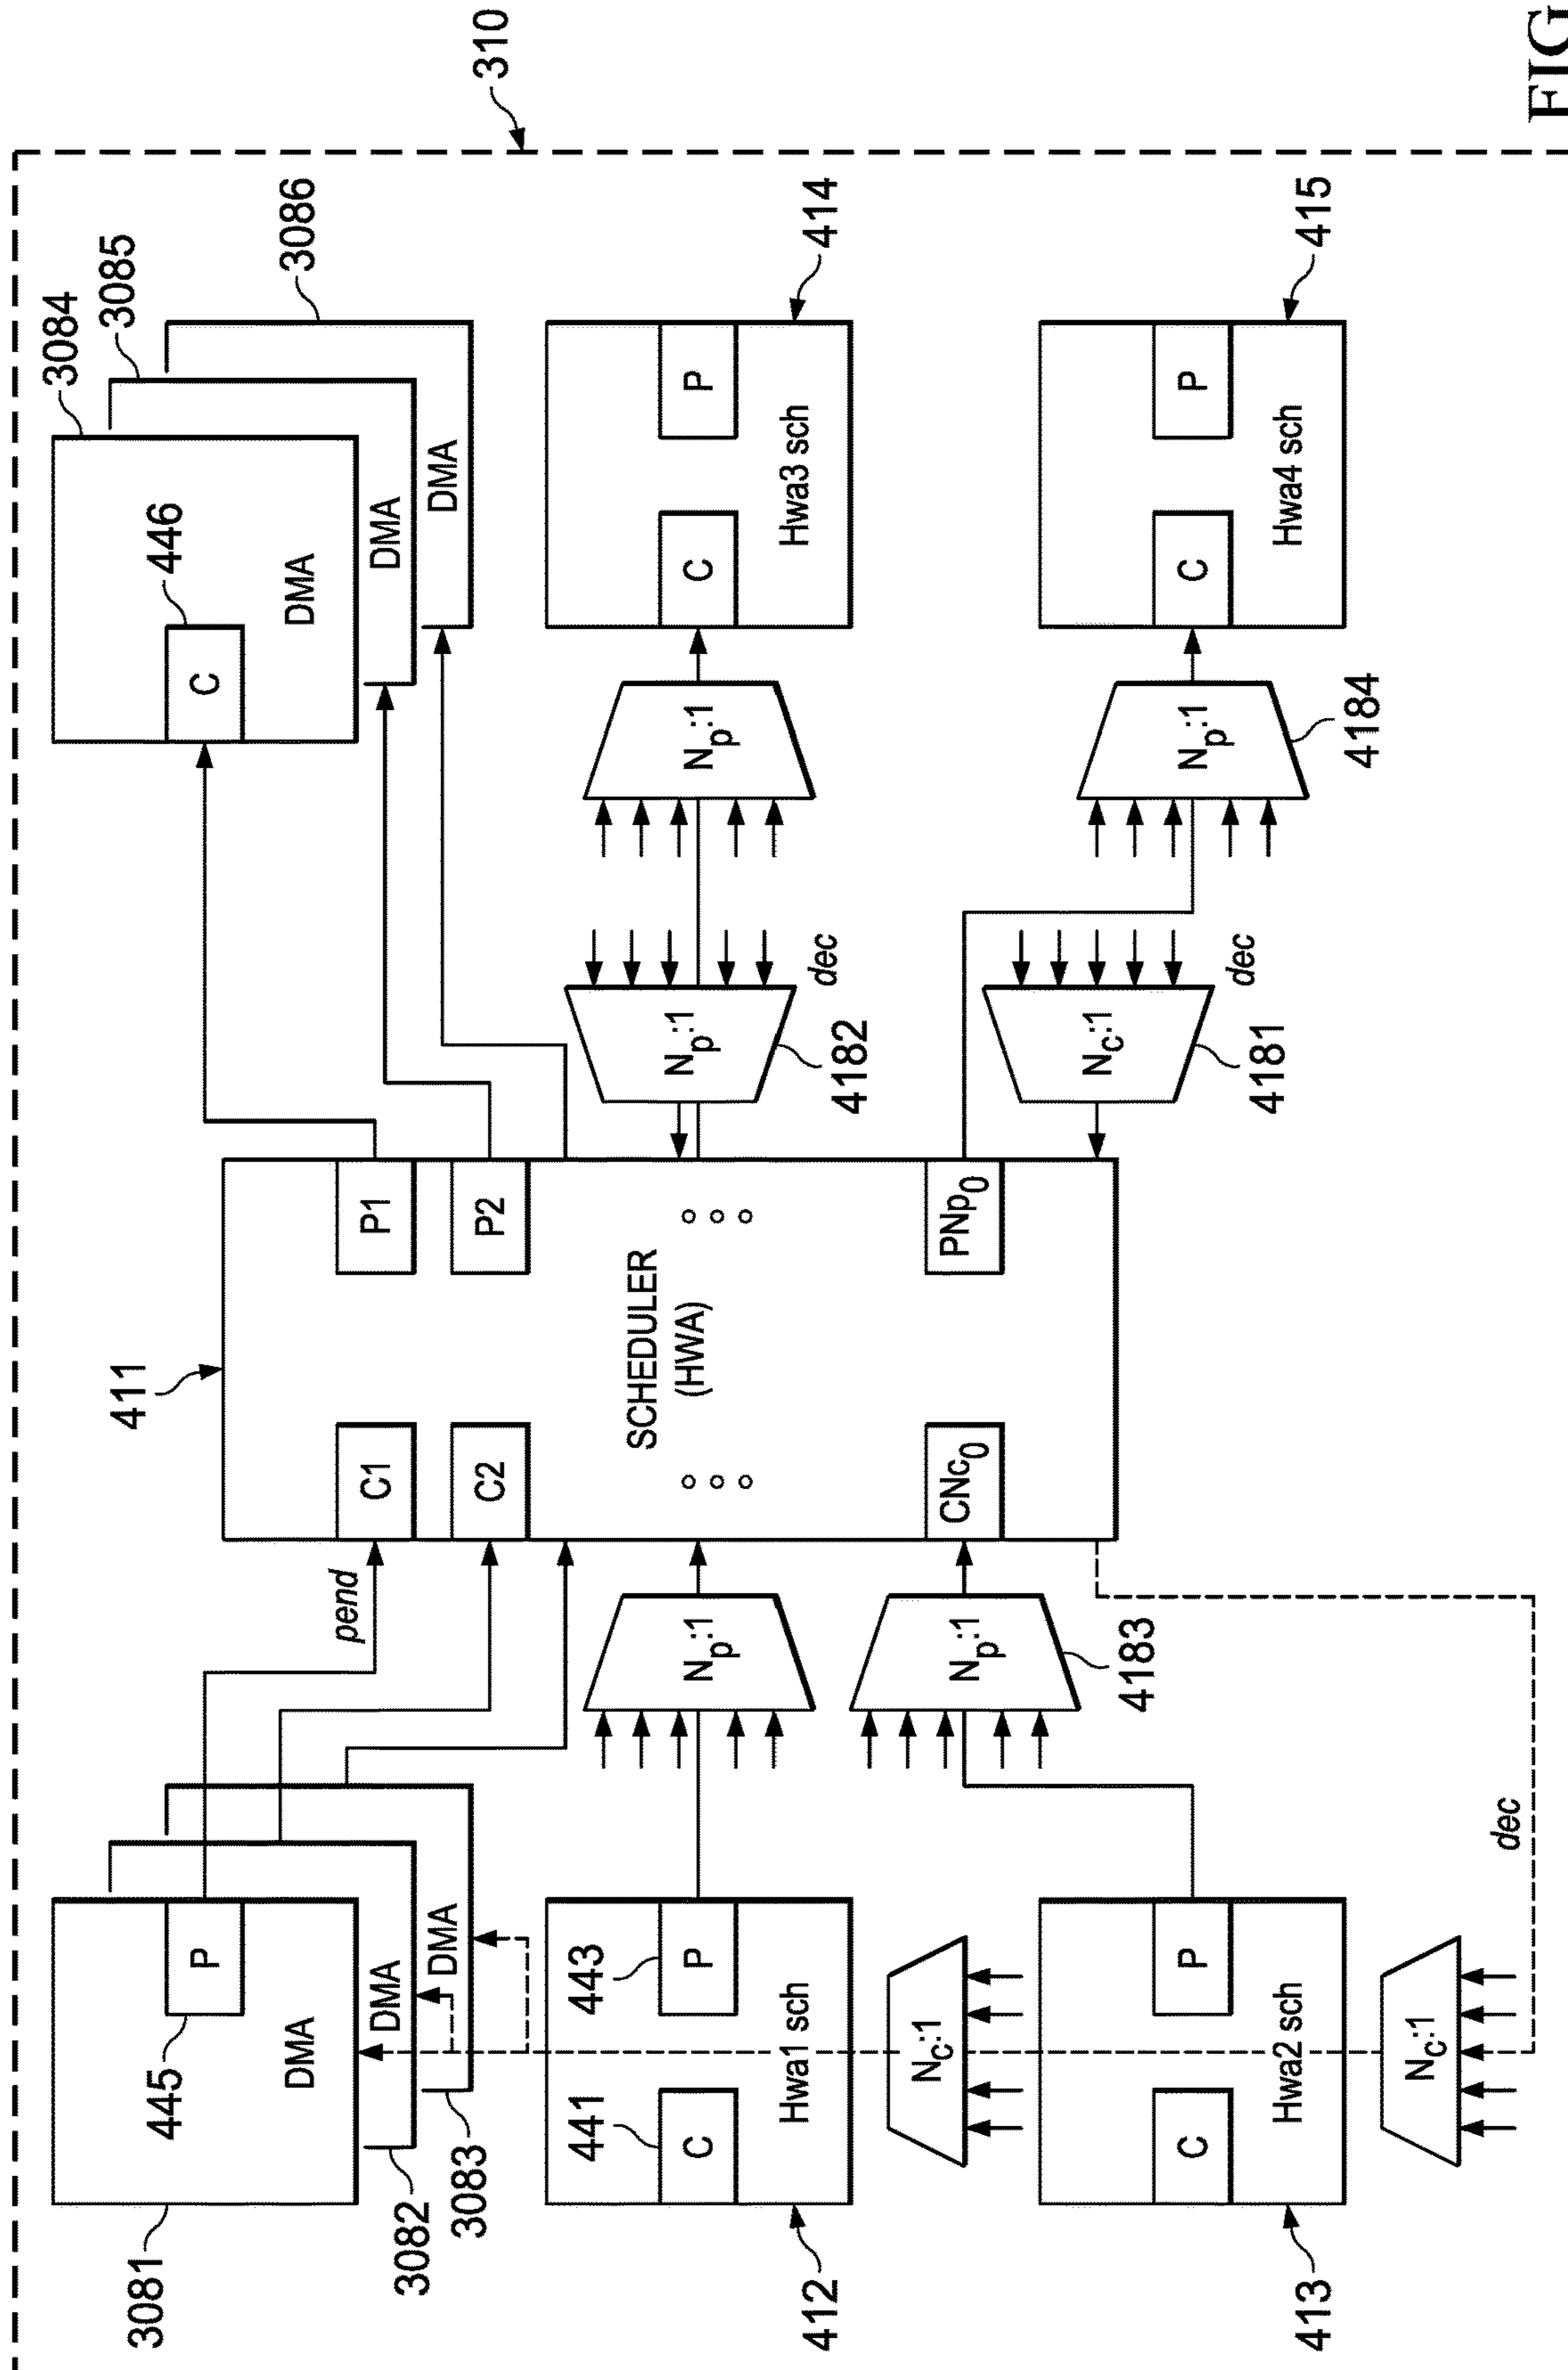 310
3081
445
P
DMA
3082
DMA
3083
DMA
pend
411
C1
C2
P1
P2
SCHEDULER
(HWA)
CNc0
PNp0
3084
3085
3086
446
C
DMA
DMA
DMA
412
441
C
443
P
Hwa1 sch
Np:1
Np:1
4182
dec
Np:1
C
P
Hwa3 sch
414
Nc:1
413
C
P
Hwa2 sch
Np:1
4183
Nc:1
4181
dec
Np:1
4184
C
P
Hwa4 sch
415
Nc:1
dec
FIG